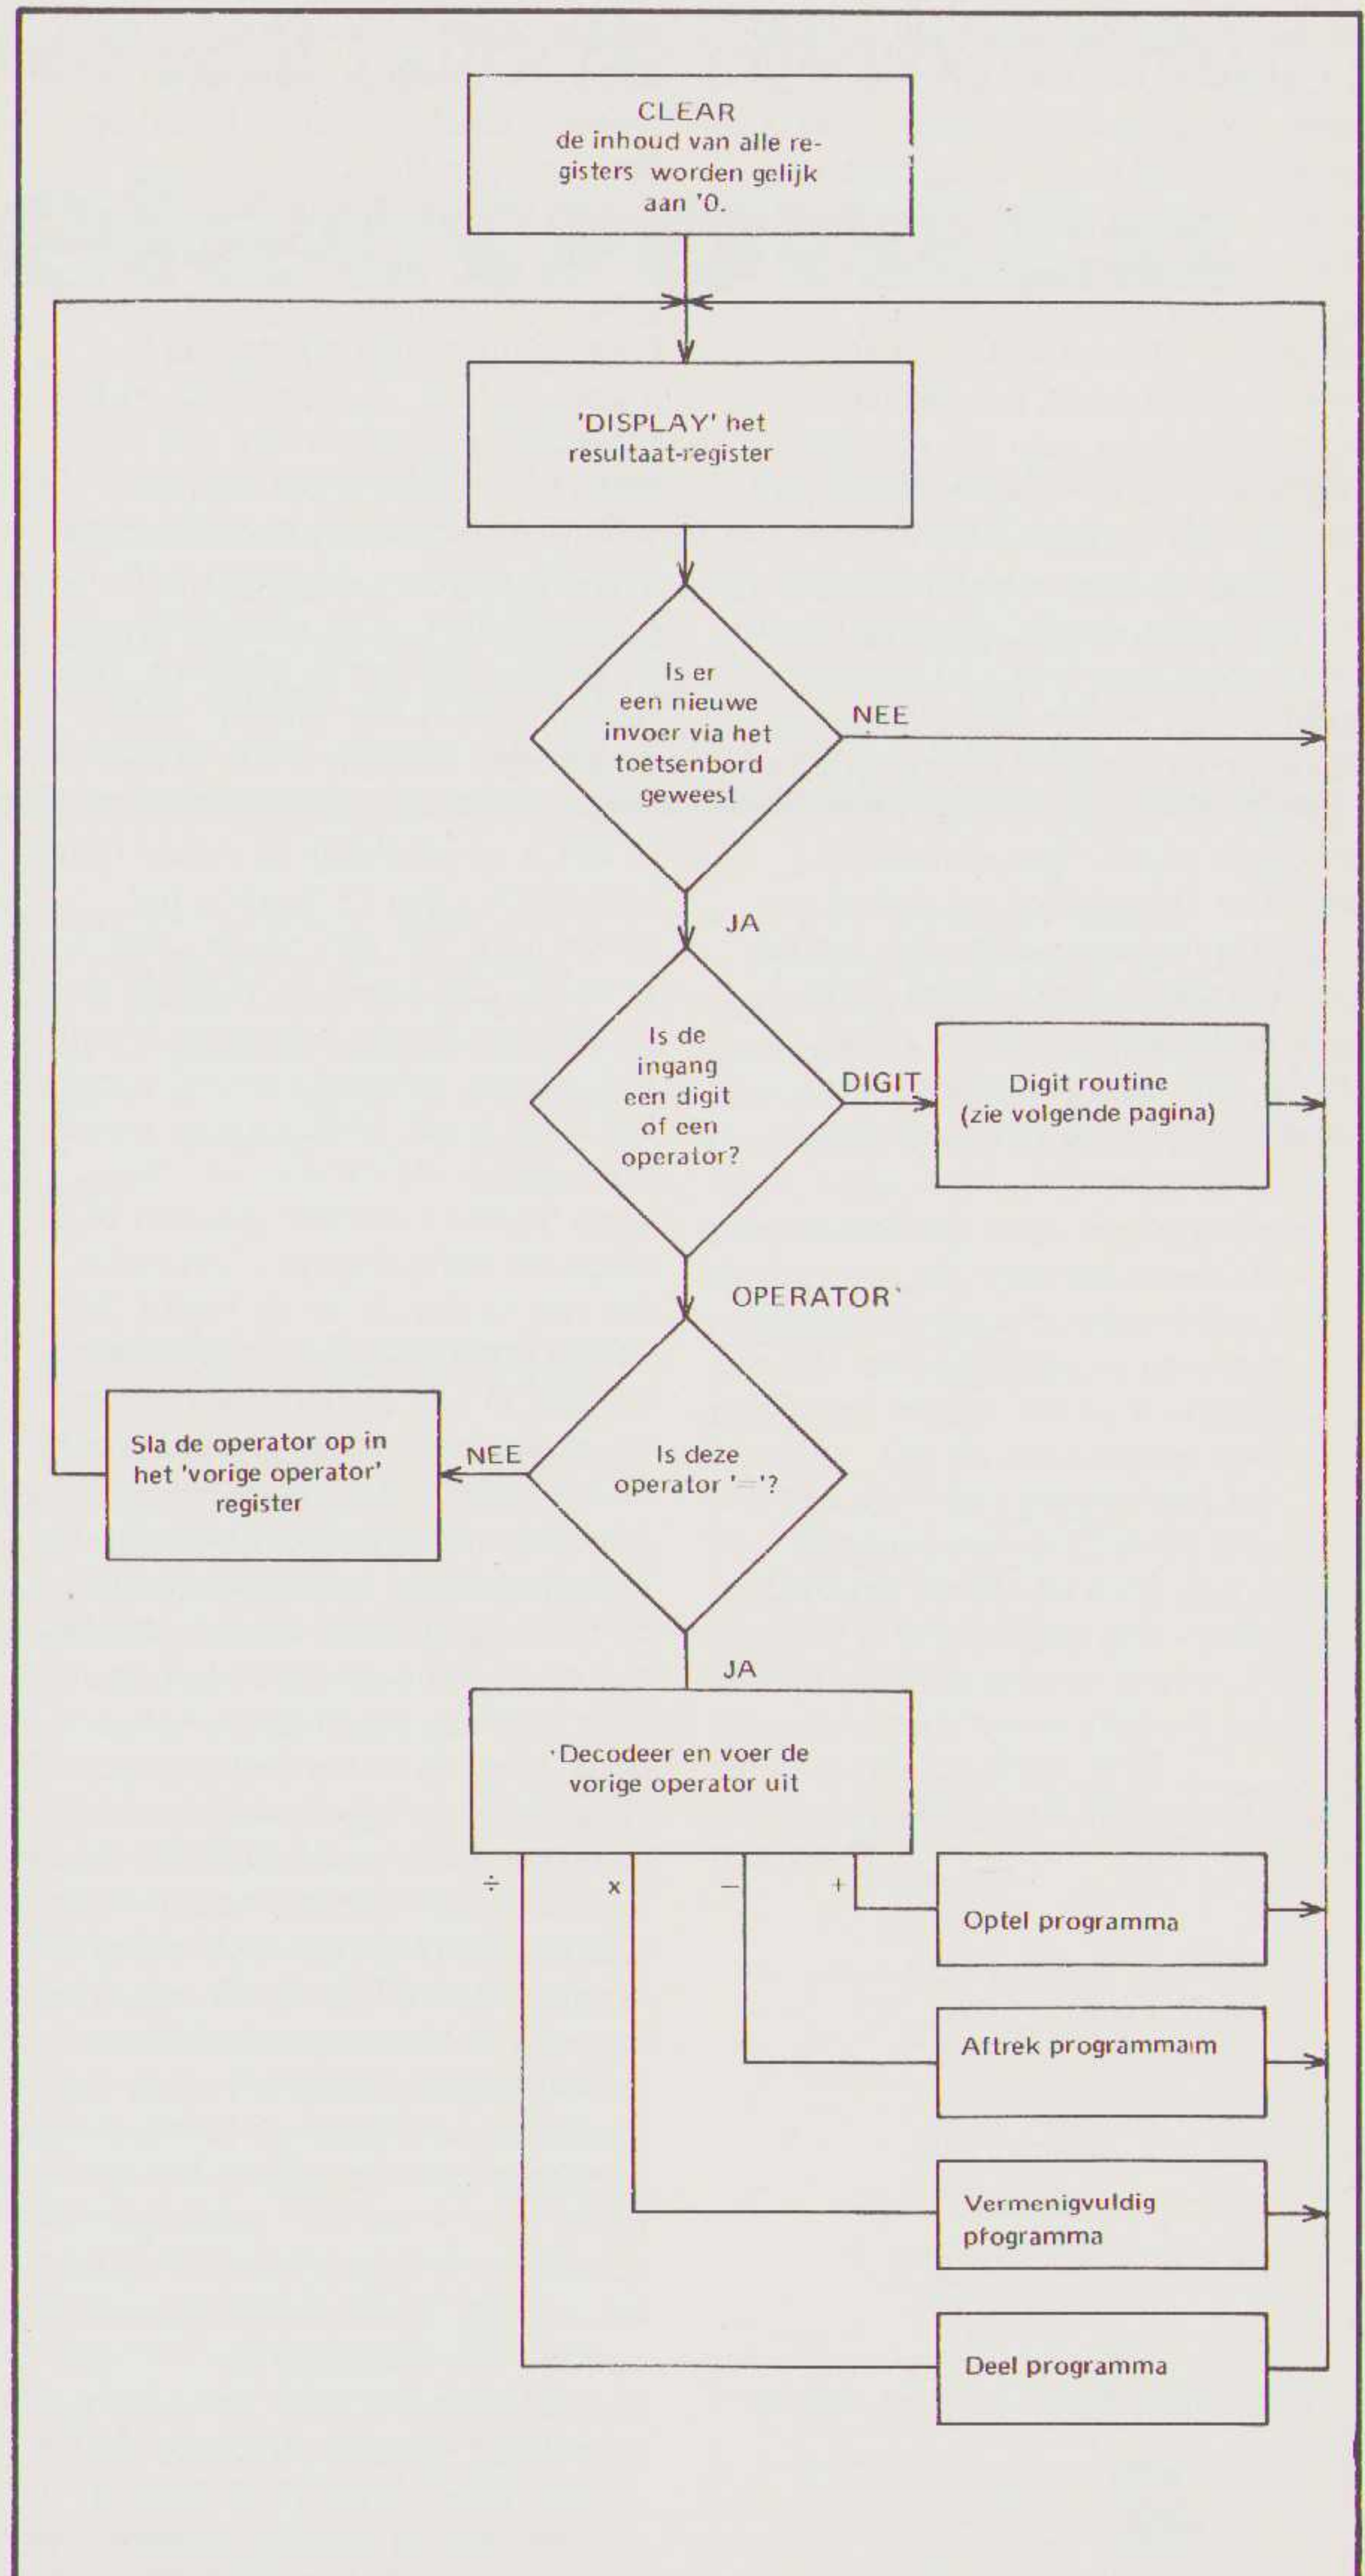 CLEAR
de inhoud van alle re-
gisters worden gelijk
aan '0.
'DISPLAY' het
resultaat-register
Is er
een nieuwe
invoer via het
toetsenbord
geweest
NEE
JA
Is de
ingang
een digit
of een
operator?
DIGIT
Digit routine
(zie volgende pagina)
OPERATOR
Sla de operator op in
het 'vorige operator'
register
NEE
Is deze
operator '='?
JA
Decodeer en voer de
vorige operator uit
÷ x — +
Optel programma
Aftrek programmaım
Vermenigvuldig
programma
Deel programma